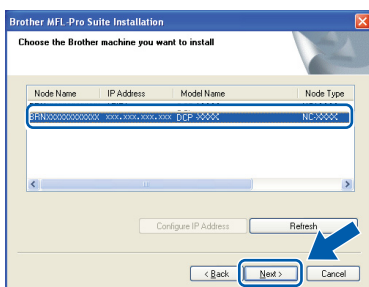 Brother MFL-Pro Suite Installation
Choose the Brother machine you want to install
Node Name IP Address Model Name Node Type
BRNXXXXXXXXXXXX xxx.xxx.xxx.xxx DCP-XXXX NC-XXXX
Configure IP Address Refresh
< Back Next > Cancel